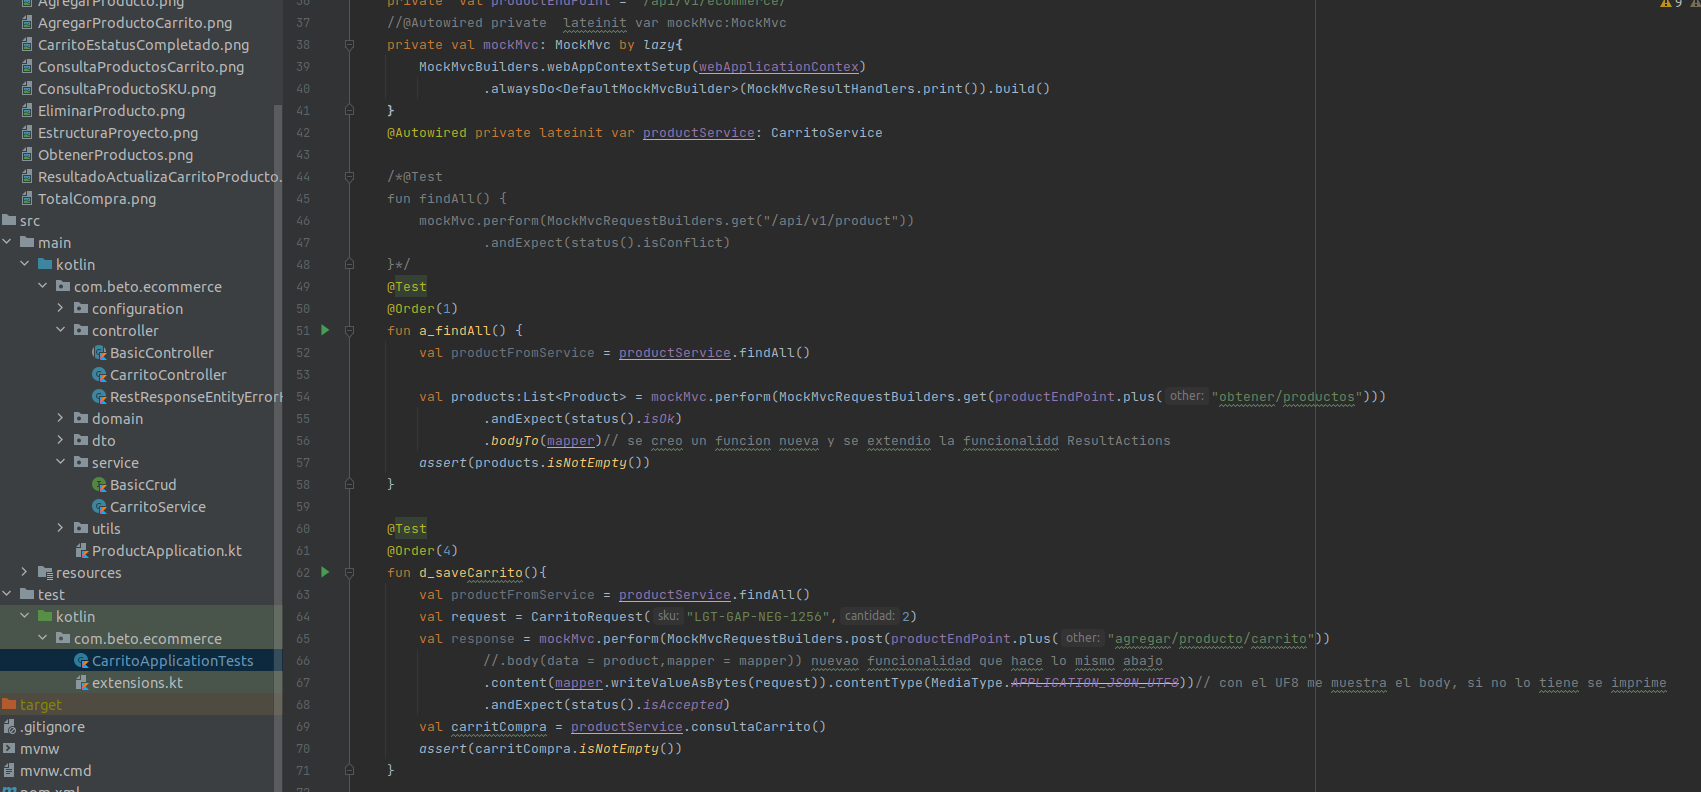 AgregarProducto.png
AgregarProductoCarrito.png
CarritoEstatusCompletado.png
ConsultaProductosCarrito.png
ConsultaProductoSKU.png
EliminarProducto.png
EstructuraProyecto.png
ObtenerProductos.png
ResultadoActualizaCarritoProducto.
TotalCompra.png
src
main
kotlin
com.beto.ecommerce
configuration
controller
BasicController
CarritoController
RestResponseEntityErrorH
domain
dto
service
BasicCrud
CarritoService
utils
ProductApplication.kt
resources
test
kotlin
com.beto.ecommerce
CarritoApplicationTests
extensions.kt
target
.gitignore
mvnw
mvnw.cmd
pom.xml
9
36 private val productEndPoint = "/api/v1/ecommerce/"
37 //@Autowired private lateinit var mockMvc:MockMvc
38 private val mockMvc: MockMvc by lazy{
39 MockMvcBuilders.webAppContextSetup(webApplicationContex)
40 .alwaysDo<DefaultMockMvcBuilder>(MockMvcResultHandlers.print()).build()
41 }
42 @Autowired private lateinit var productService: CarritoService
43
44 /*@Test
45 fun findAll() {
46 mockMvc.perform(MockMvcRequestBuilders.get("/api/v1/product"))
47 .andExpect(status().isConflict)
48 }*/
49 @Test
50 @Order(1)
51 fun a_findAll() {
52 val productFromService = productService.findAll()
53
54 val products:List<Product> = mockMvc.perform(MockMvcRequestBuilders.get(productEndPoint.plus( other: "obtener/productos")))
55 .andExpect(status().isOk)
56 .bodyTo(mapper)// se creo un funcion nueva y se extendio la funcionalidd ResultActions
57 assert(products.isNotEmpty())
58 }
59
60 @Test
61 @Order(4)
62 fun d_saveCarrito(){
63 val productFromService = productService.findAll()
64 val request = CarritoRequest( sku: "LGT-GAP-NEG-1256", cantidad: 2)
65 val response = mockMvc.perform(MockMvcRequestBuilders.post(productEndPoint.plus( other: "agregar/producto/carrito"))
66 //.body(data = product,mapper = mapper)) nuevao funcionalidad que hace lo mismo abajo
67 .content(mapper.writeValueAsBytes(request)).contentType(MediaType.APPLICATION_JSON_UTF8))// con el UF8 me muestra el body, si no lo tiene se imprime
68 .andExpect(status().isAccepted)
69 val carritCompra = productService.consultaCarrito()
70 assert(carritCompra.isNotEmpty())
71 }
72